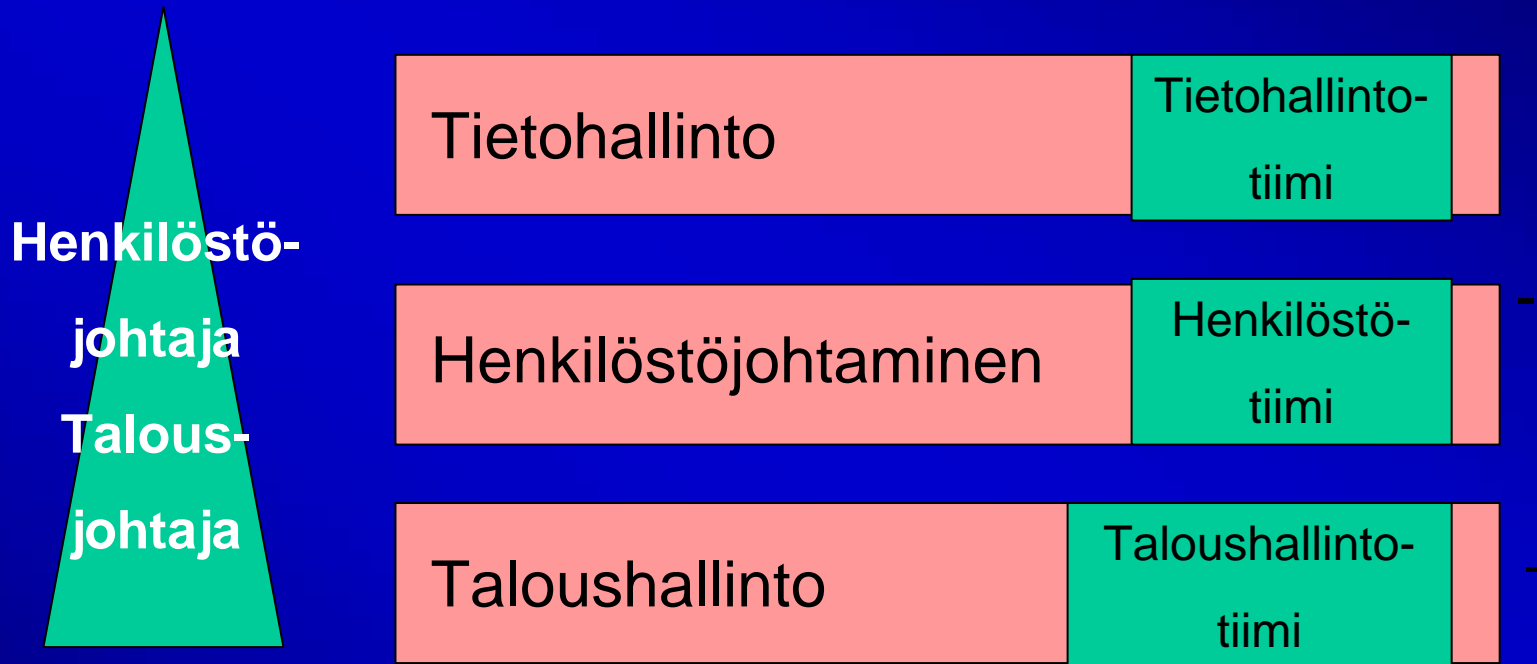 Henkilöstö-
johtaja
Talous-
johtaja
Tietohallinto
Tietohallinto-
tiimi
Henkilöstöjohtaminen
Henkilöstö-
tiimi
-
Taloushallinto
Taloushallinto-
tiimi
-